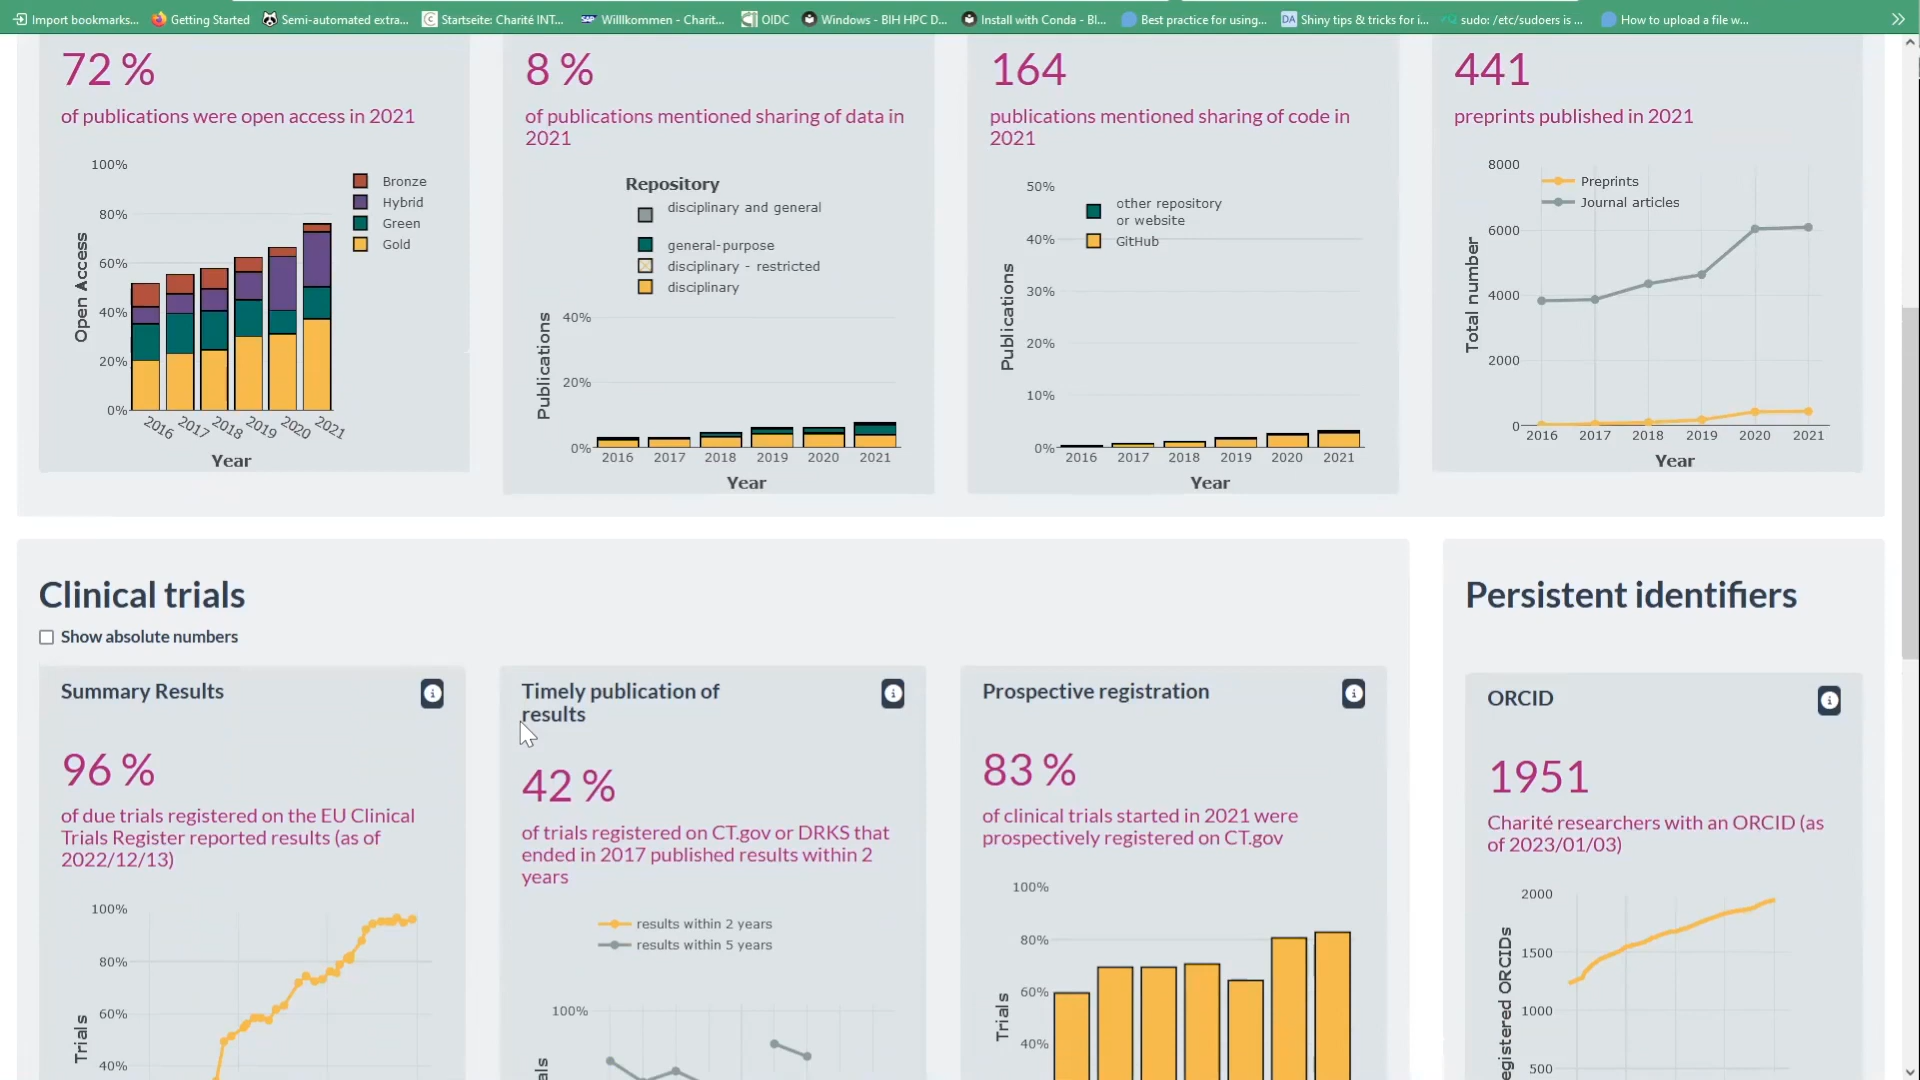 Import bookmarks...
Getting Started
Semi-automated extra...
Startseite: Charité INT...
Willlkommen - Charit...
OIDC
Windows - BIH HPC D...
Install with Conda - BI...
Best practice for using...
DA
Shiny tips & tricks for i...
sudo: /etc/sudoers is ...
How to upload a file w...
72 %
of publications were open access in 2021
100%
80%
60%
40%
20%
0%
Open Access
Bronze
Hybrid
Green
Gold
2016
2017
2018
2019
2020
2021
Year
8 %
of publications mentioned sharing of data in
2021
Repository
disciplinary and general
general-purpose
disciplinary - restricted
disciplinary
40%
20%
0%
Publications
2016
2017
2018
2019
2020
2021
Year
164
publications mentioned sharing of code in
2021
50%
40%
30%
20%
10%
0%
other repository
or website
GitHub
Publications
2016
2017
2018
2019
2020
2021
Year
441
preprints published in 2021
8000
6000
4000
2000
0
Preprints
Journal articles
Total number
2016
2017
2018
2019
2020
2021
Year
Clinical trials
Show absolute numbers
Summary Results
i
96 %
of due trials registered on the EU Clinical
Trials Register reported results (as of
2022/12/13)
100%
80%
60%
40%
Trials
Timely publication of
results
i
42 %
of trials registered on CT.gov or DRKS that
ended in 2017 published results within 2
years
results within 2 years
results within 5 years
100%
Prospective registration
i
83 %
of clinical trials started in 2021 were
prospectively registered on CT.gov
100%
80%
60%
40%
Trials
Persistent identifiers
ORCID
i
1951
Charité researchers with an ORCID (as
of 2023/01/03)
2000
1500
1000
500
egistered ORCIDs